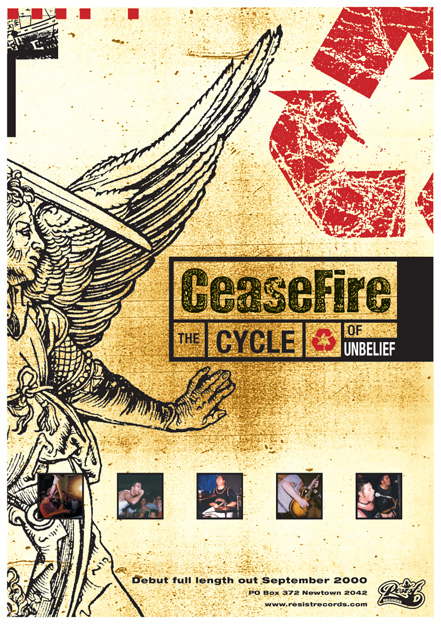 CeaseFire
THE CYCLE OF UNBELIEF
Debut full length out September 2000
PO Box 372 Newtown 2042
www.resistrecords.com
Resist